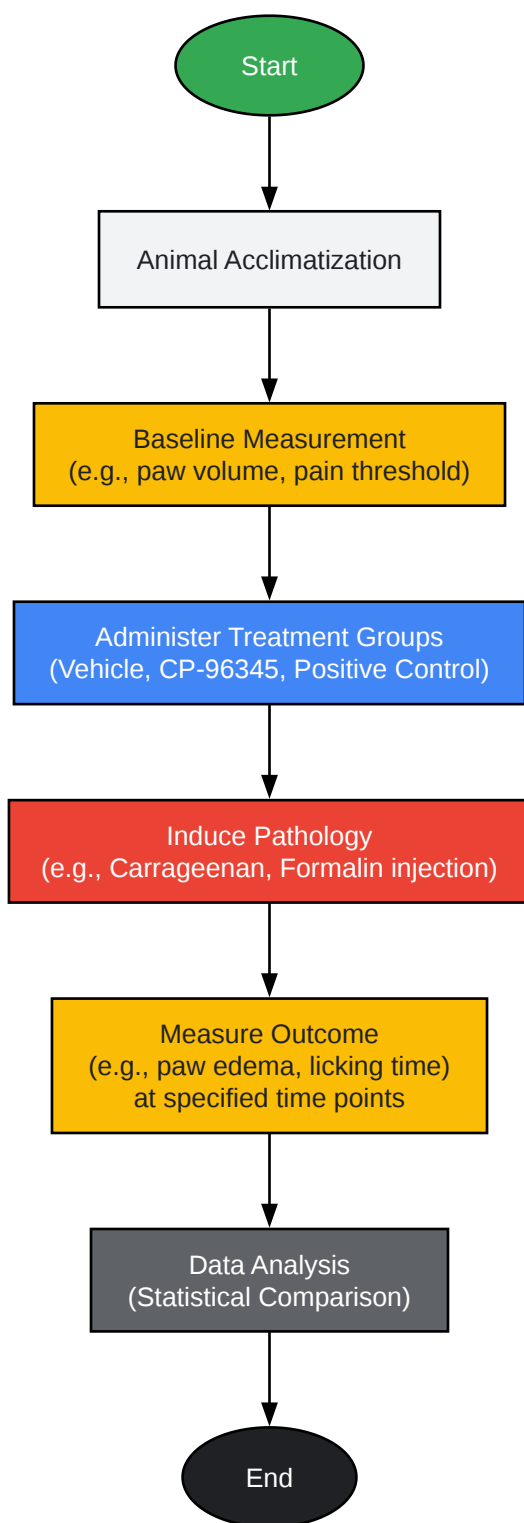 Start
Animal Acclimatization
Baseline Measurement
(e.g., paw volume, pain threshold)
Administer Treatment Groups
(Vehicle, CP-96345, Positive Control)
Induce Pathology
(e.g., Carrageenan, Formalin injection)
Measure Outcome
(e.g., paw edema, licking time)
at specified time points
Data Analysis
(Statistical Comparison)
End